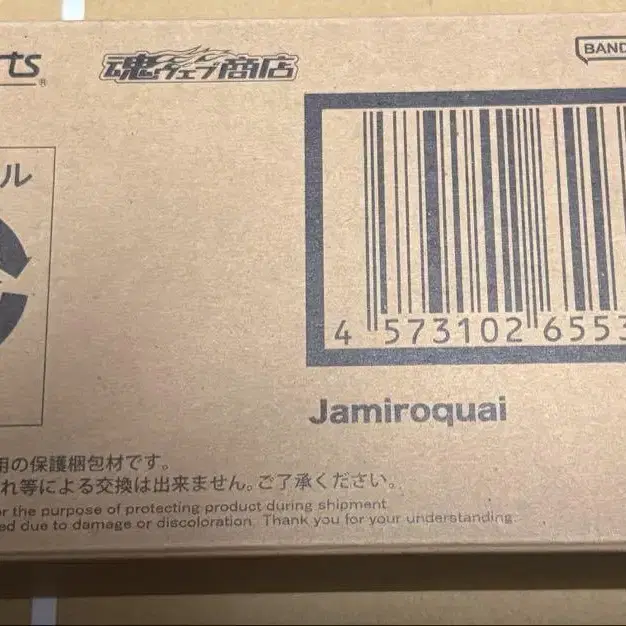 rts®
魂ウェブ商店
BAND
ル
4 573102 6553
Jamiroquai
用の保護梱包材です。
れ等による交換は出来ません。ご了承ください。
or the purpose of protecting product during shipment
ed due to damage or discoloration. Thank you for your understanding.